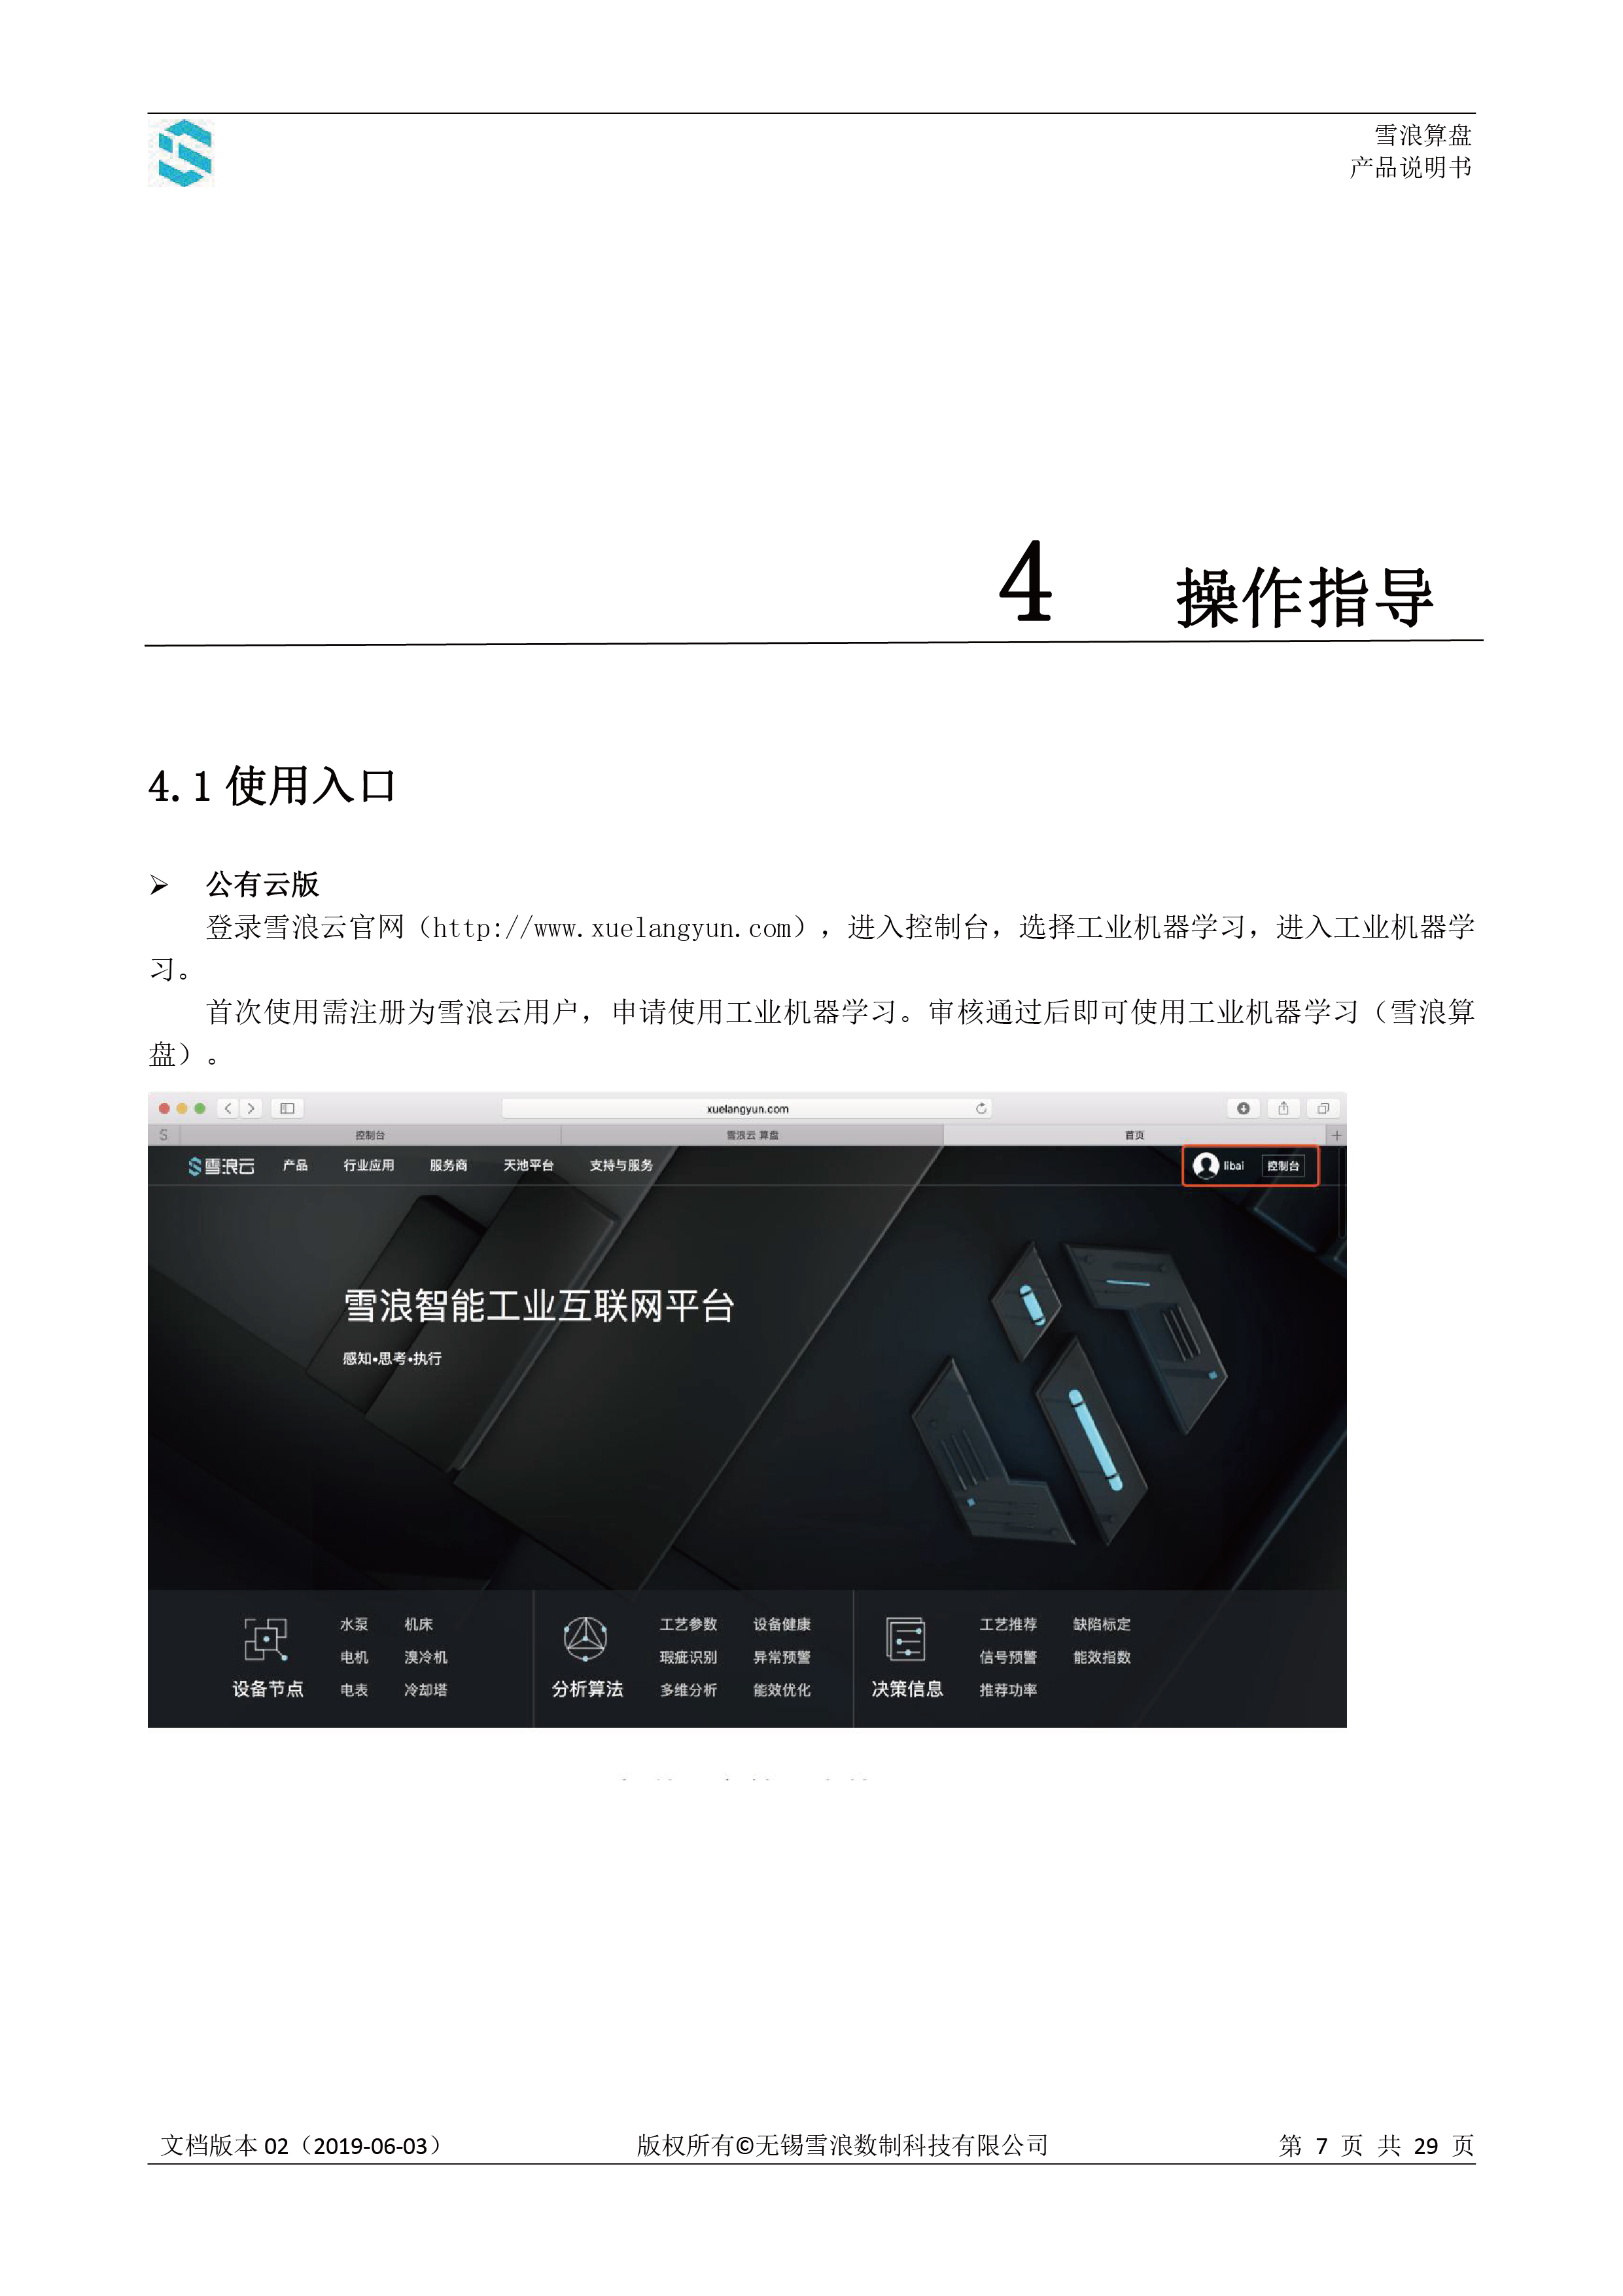 雪浪算盘
产品说明书
4 操作指导
4.1 使用入口
➢ 公有云版
登录雪浪云官网（http://www.xuelangyun.com），进入控制台，选择工业机器学习，进入工业机器学
习。
首次使用需注册为雪浪云用户，申请使用工业机器学习。审核通过后即可使用工业机器学习（雪浪算
盘）。
xuelangyun.com
S 控制台 雪浪云 算盘 首页
雪浪云 产品 行业应用 服务商 天池平台 支持与服务 libai 控制台
雪浪智能工业互联网平台
感知•思考•执行
水泵 机床 工艺参数 设备健康 工艺推荐 缺陷标定
电机 溴冷机 瑕疵识别 异常预警 信号预警 能效指数
设备节点 电表 冷却塔 分析算法 多维分析 能效优化 决策信息 推荐功率
文档版本 02（2019-06-03） 版权所有©无锡雪浪数制科技有限公司 第 7 页 共 29 页